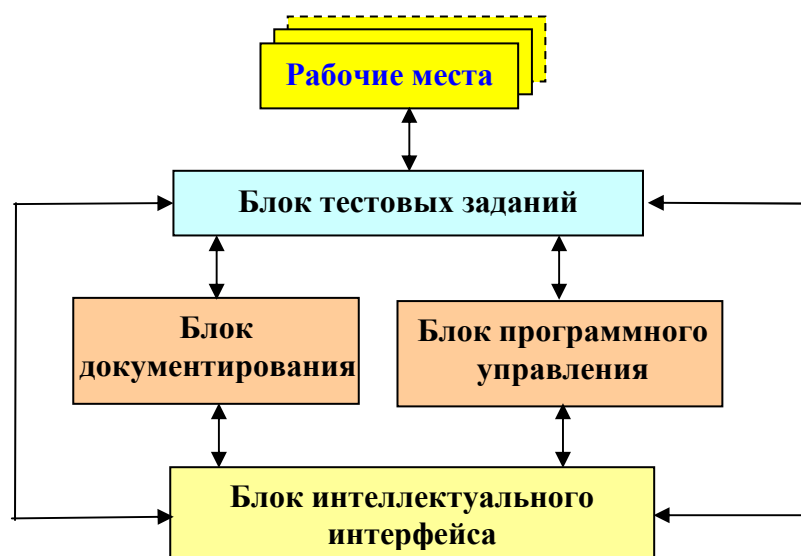 Рабочие места
Блок тестовых заданий
Блок
документирования
Блок программного
управления
Блок интеллектуального
интерфейса